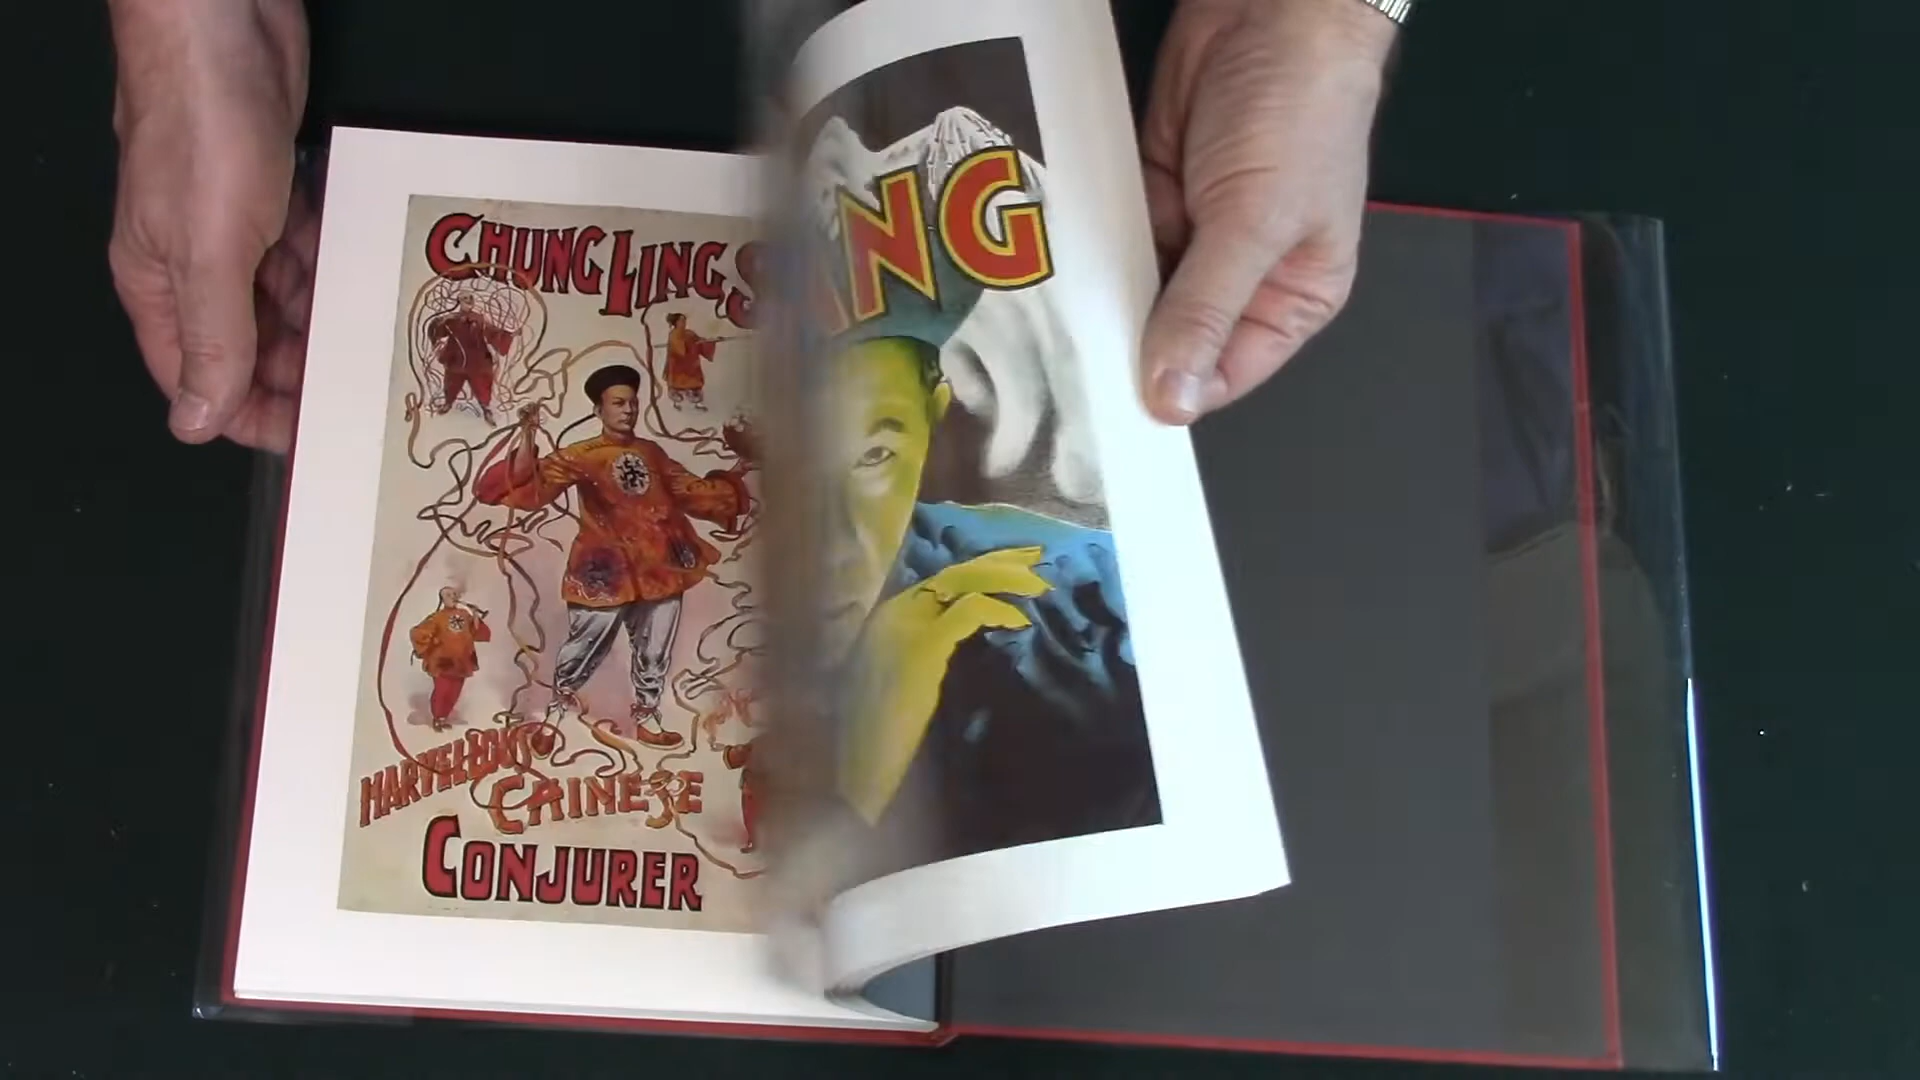 CHUNG LING S
MARVELLOUS
CHINESE
CONJURER
NG